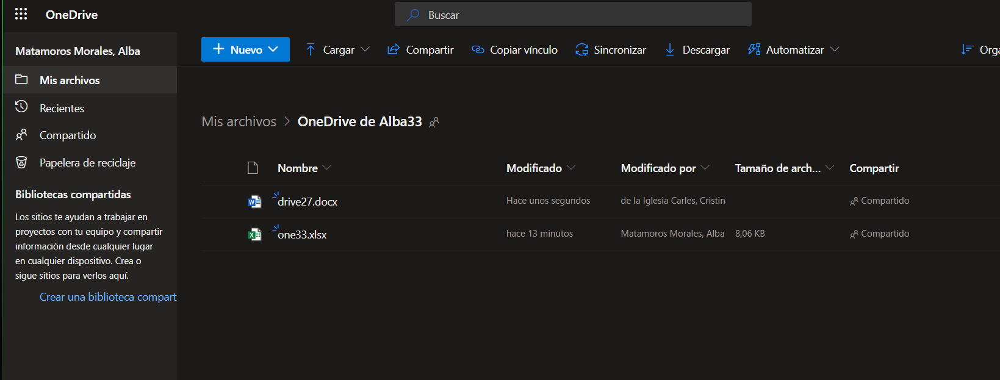 OneDrive
Buscar
Matamoros Morales, Alba
Nuevo
Cargar
Compartir
Copiar vínculo
Sincronizar
Descargar
Automatizar
Orga
Mis archivos
Recientes
Compartido
Papelera de reciclaje
Bibliotecas compartidas
Los sitios te ayudan a trabajar en
proyectos con tu equipo y compartir
información desde cualquier lugar
en cualquier dispositivo. Crea o
sigue sitios para verlos aquí.
Crear una biblioteca compart
Mis archivos > OneDrive de Alba33
Nombre Modificado Modificado por Tamaño de arch... Compartir
drive27.docx Hace unos segundos de la Iglesia Carles, Cristin Compartido
one33.xlsx hace 13 minutos Matamoros Morales, Alba 8,06 KB Compartido